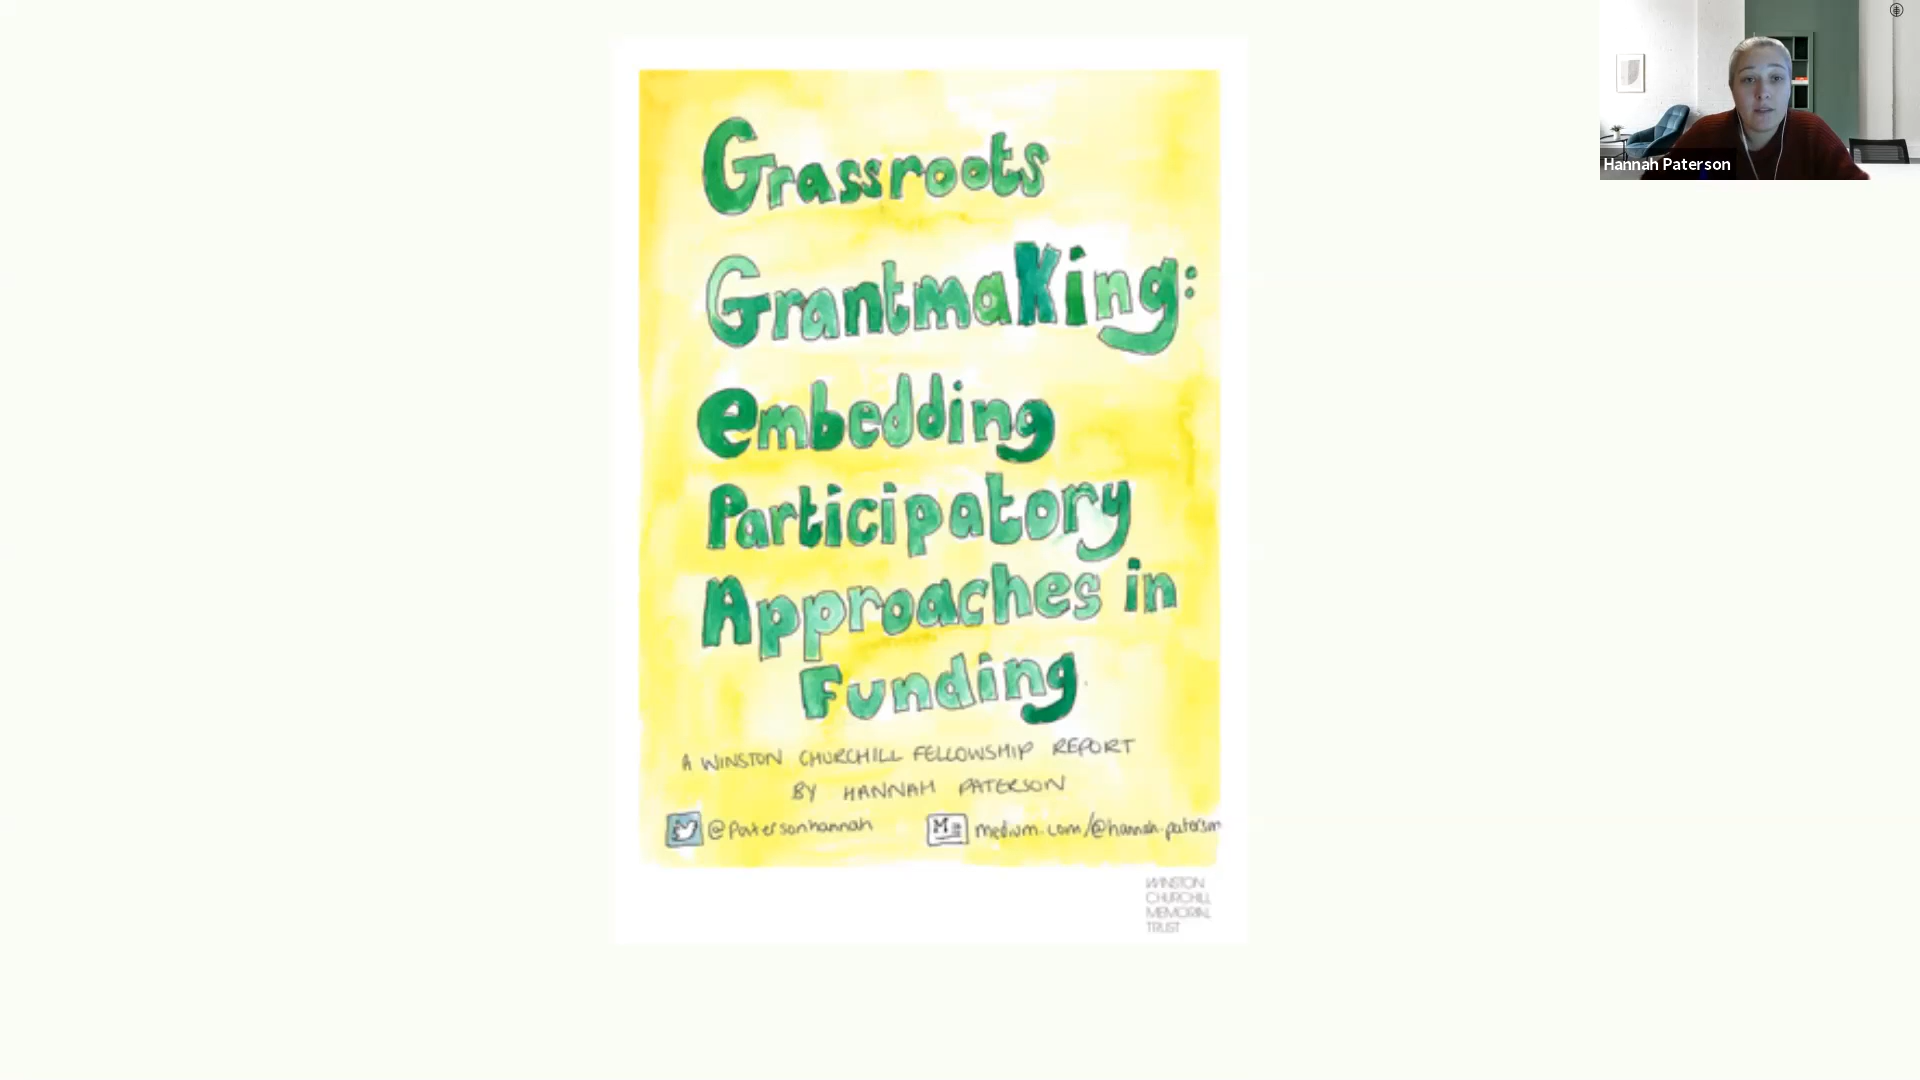 Grassroots
GrantmaKing:
embedding
Participatory
Approaches in
Funding
A WINSTON CHURCHILL FELLOWSHIP REPORT
BY HANNAH PATERSON
@Patersonhannah
medium.com/@hannah.paterson
WINSTON
CHURCHILL
MEMORIAL
TRUST
Hannah Paterson